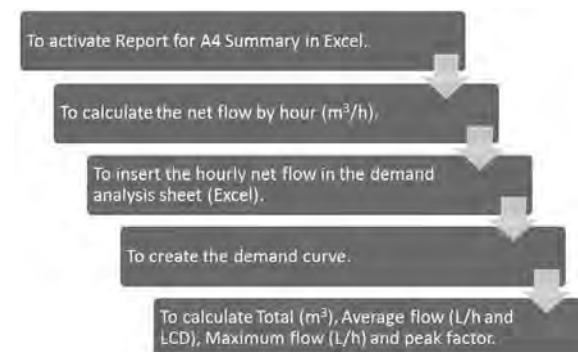 To activate Report for A4 Summary in Excel.
To calculate the net flow by hour (m³/h).
To insert the hourly net flow in the demand
analysis sheet (Excel).
To create the demand curve.
To calculate Total (m³), Average flow (L/h and
LCD), Maximum flow (L/h) and peak factor.